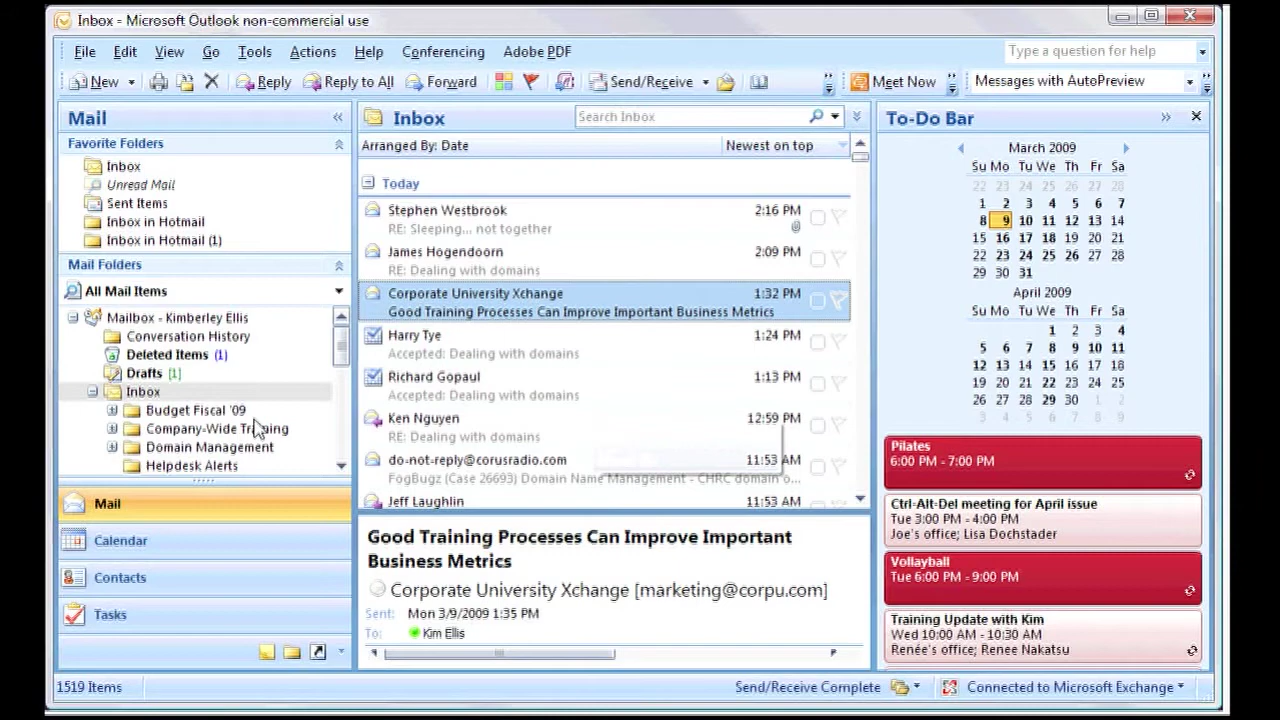 Inbox - Microsoft Outlook non-commercial use
File Edit View Go Tools Actions Help Conferencing Adobe PDF Type a question for help
New Reply Reply to All Forward Send/Receive Meet Now Messages with AutoPreview
Mail
Favorite Folders
Inbox
Unread Mail
Sent Items
Inbox in Hotmail
Inbox in Hotmail (1)
Mail Folders
All Mail Items
Mailbox - Kimberley Ellis
Conversation History
Deleted Items (1)
Drafts [1]
Inbox
Budget Fiscal '09
Company-Wide Training
Domain Management
Helpdesk Alerts
Mail
Calendar
Contacts
Tasks
Inbox Search Inbox
Arranged By: Date Newest on top
Today
Stephen Westbrook 2:16 PM
RE: Sleeping... not together
James Hogendoorn 2:09 PM
RE: Dealing with domains
Corporate University Xchange 1:32 PM
Good Training Processes Can Improve Important Business Metrics
Harry Tye 1:24 PM
Accepted: Dealing with domains
Richard Gopaul 1:13 PM
Accepted: Dealing with domains
Ken Nguyen 12:59 PM
RE: Dealing with domains
do-not-reply@corusradio.com 11:53 AM
FogBugz (Case 26693) Domain Name Management - CHRC domain o...
Jeff Laughlin 11:53 AM
Good Training Processes Can Improve Important
Business Metrics
Corporate University Xchange [marketing@corpu.com]
Sent: Mon 3/9/2009 1:35 PM
To: Kim Ellis
To-Do Bar
March 2009
Su Mo Tu We Th Fr Sa
22 23 24 25 26 27 28
1 2 3 4 5 6 7
8 9 10 11 12 13 14
15 16 17 18 19 20 21
22 23 24 25 26 27 28
29 30 31
April 2009
Su Mo Tu We Th Fr Sa
1 2 3 4
5 6 7 8 9 10 11
12 13 14 15 16 17 18
19 20 21 22 23 24 25
26 27 28 29 30 1 2
3 4 5 6 7 8 9
Pilates
6:00 PM - 7:00 PM
Ctrl-Alt-Del meeting for April issue
Tue 3:00 PM - 4:00 PM
Joe's office; Lisa Dochstader
Vollayball
Tue 6:00 PM - 9:00 PM
Training Update with Kim
Wed 10:00 AM - 10:30 AM
Renée's office; Renee Nakatsu
1519 Items Send/Receive Complete Connected to Microsoft Exchange